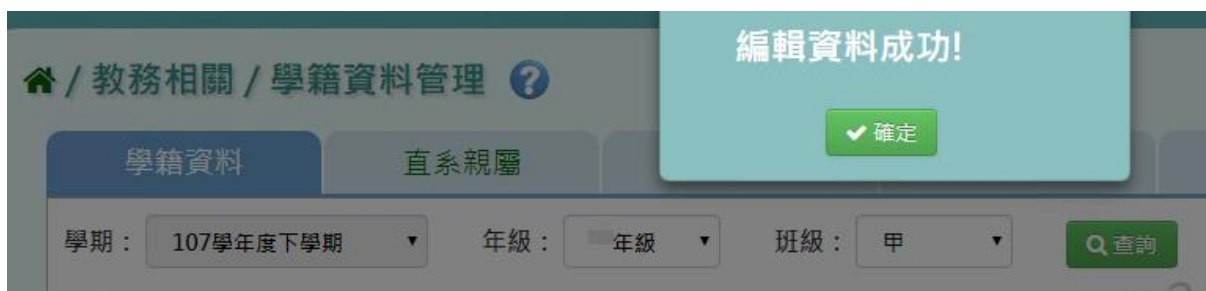 編輯資料成功!
確定
/ 教務相關 / 學籍資料管理 ?
學籍資料 直系親屬
學期： 107學年度下學期 年級： 年級 班級： 甲 查詢